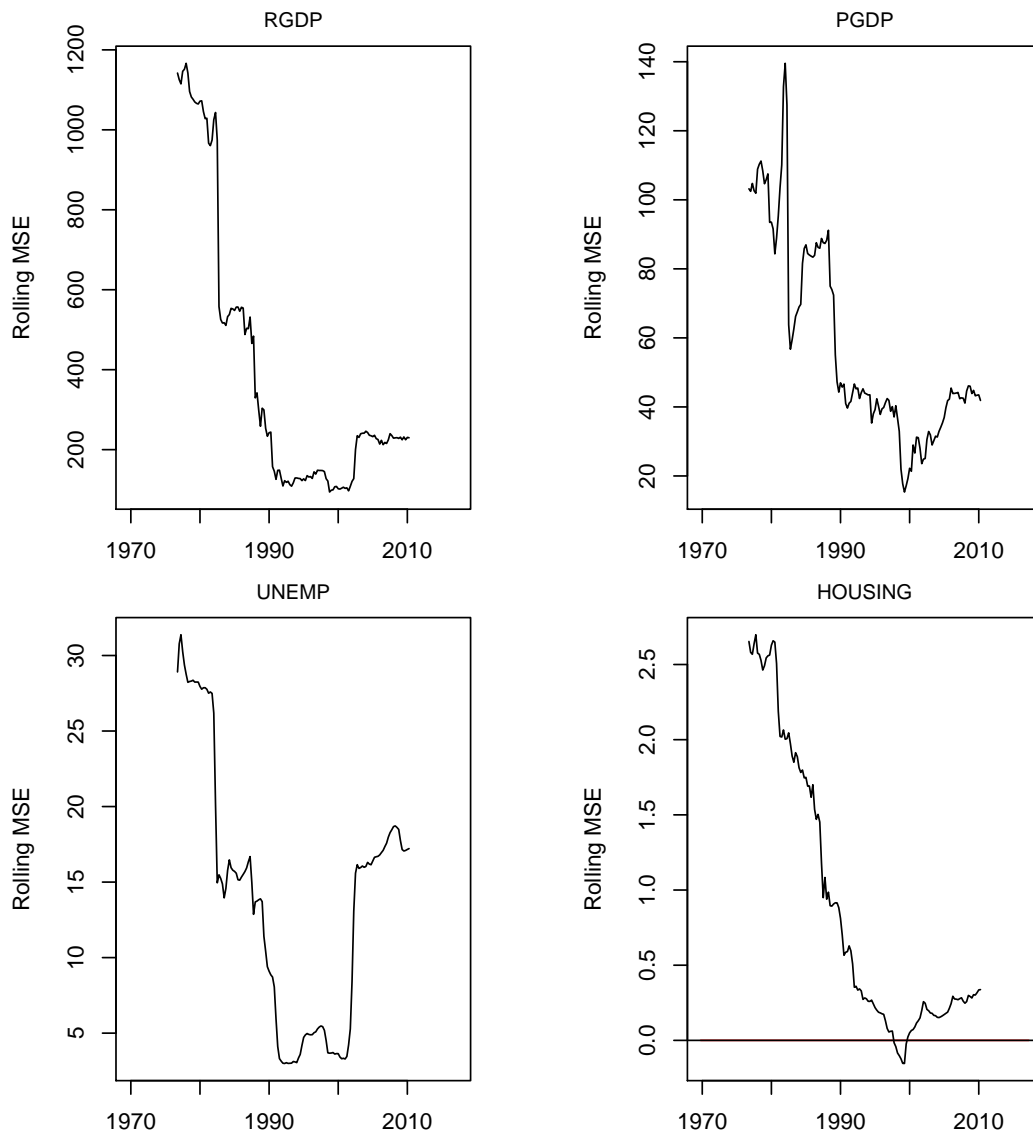 RGDP
Rolling MSE
200 400 600 800 1000 1200
1970 1990 2010
PGDP
Rolling MSE
20 40 60 80 100 120 140
1970 1990 2010
UNEMP
Rolling MSE
5 10 15 20 25 30
1970 1990 2010
HOUSING
Rolling MSE
0.0 0.5 1.0 1.5 2.0 2.5
1970 1990 2010